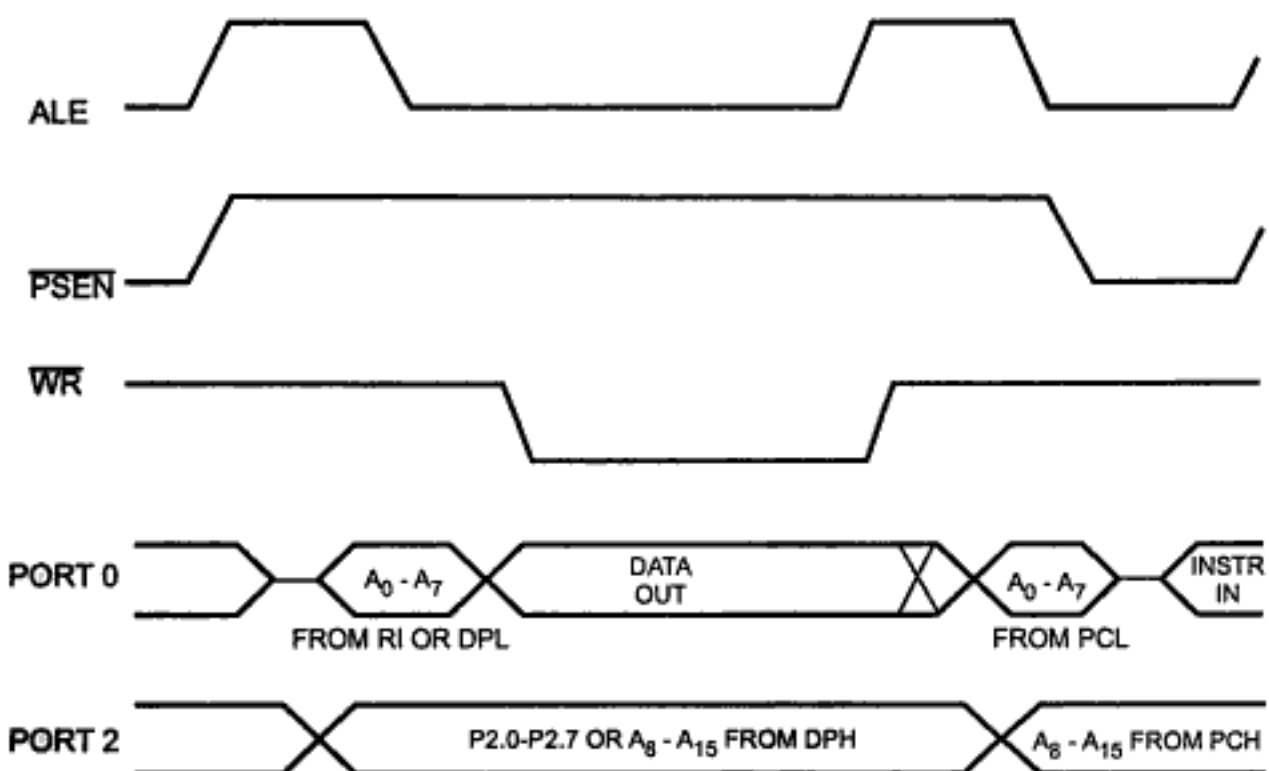 ALE
PSEN
WR
PORT 0
A0 - A7
DATA
OUT
A0 - A7
INSTR
IN
FROM RI OR DPL
FROM PCL
PORT 2
P2.0-P2.7 OR A8 - A15 FROM DPH
A8 - A15 FROM PCH